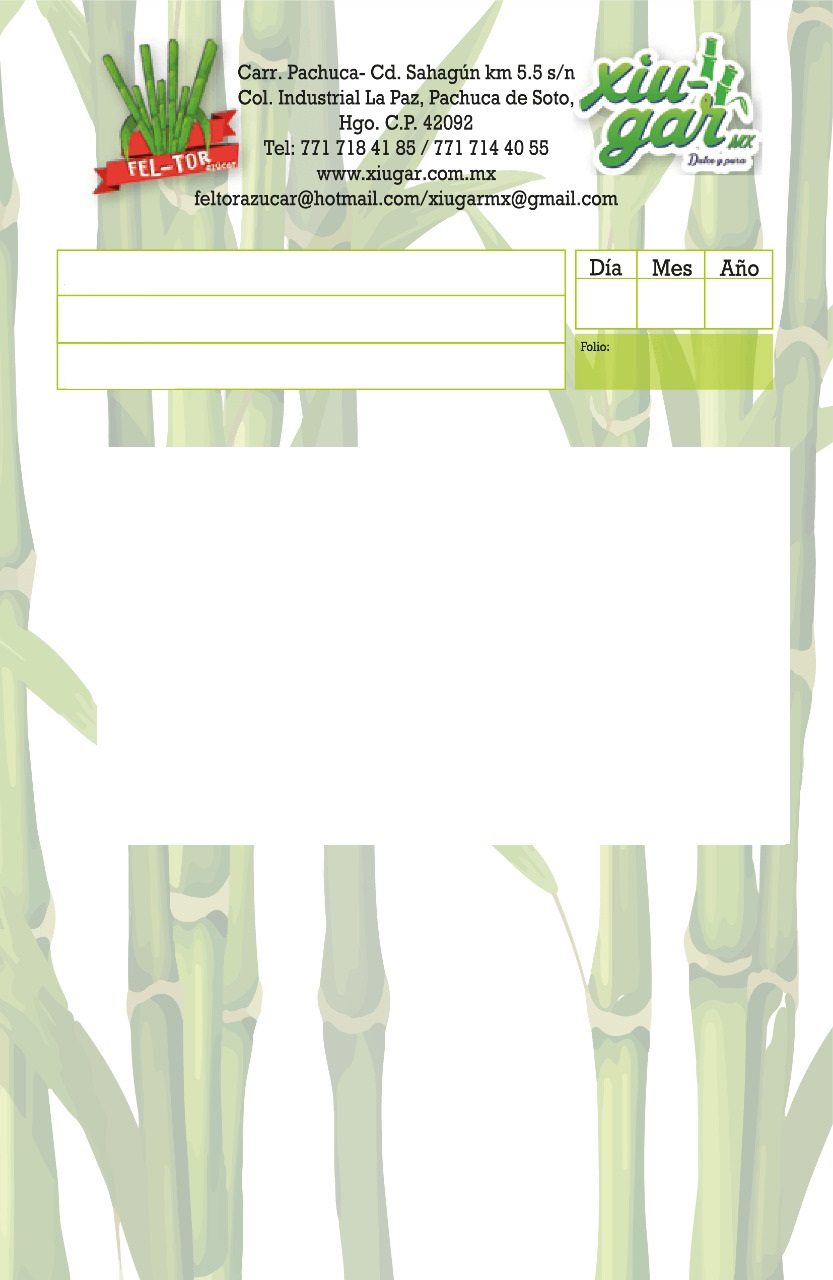 FEL-TOR
azúcar
Carr. Pachuca- Cd. Sahagún km 5.5 s/n
Col. Industrial La Paz, Pachuca de Soto,
Hgo. C.P. 42092
Tel: 771 718 41 85 / 771 714 40 55
www.xiugar.com.mx
feltorazucar@hotmail.com/xiugarmx@gmail.com
xiu-
gar MX
Dulce y puro
Día Mes Año
Folio: